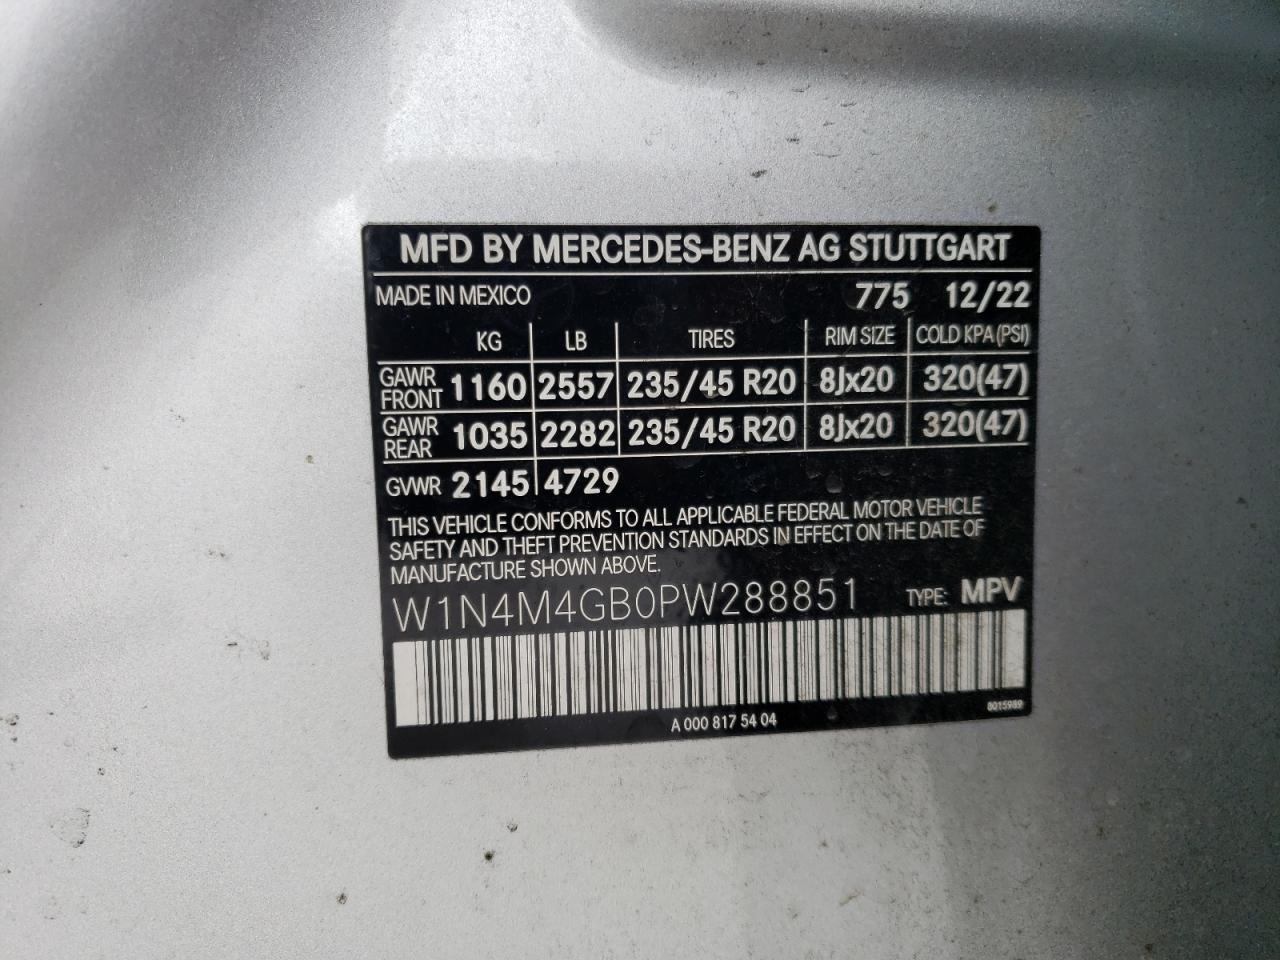 MFD BY MERCEDES-BENZ AG STUTTGART
MADE IN MEXICO 775 12/22
KG LB TIRES RIM SIZE COLD KPA (PSI)
GAWR FRONT 1160 2557 235/45 R20 8Jx20 320(47)
GAWR REAR 1035 2282 235/45 R20 8Jx20 320(47)
GVWR 2145 4729
THIS VEHICLE CONFORMS TO ALL APPLICABLE FEDERAL MOTOR VEHICLE
SAFETY AND THEFT PREVENTION STANDARDS IN EFFECT ON THE DATE OF
MANUFACTURE SHOWN ABOVE.
W1N4M4GB0PW288851 TYPE: MPV
A 000 817 54 04 8015989